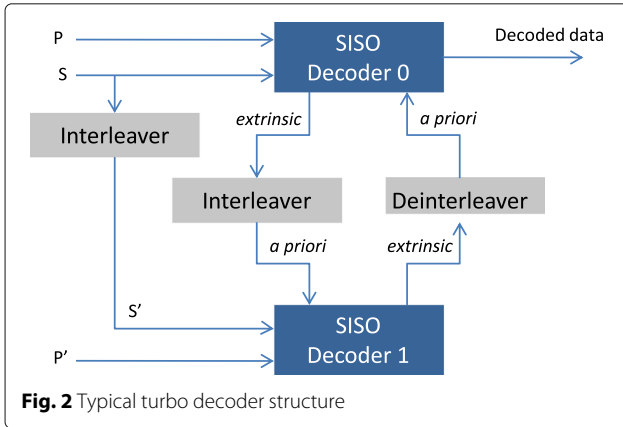 P
SISO
Decoder 0
Decoded data
S
Interleaver
extrinsic
a priori
Interleaver
Deinterleaver
a priori
extrinsic
S’
SISO
Decoder 1
P’
Fig. 2 Typical turbo decoder structure